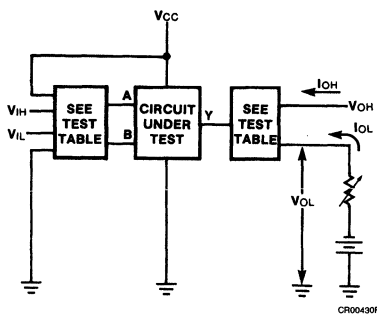 VCC
IOH
A
B
Y
VIH
VIL
SEE
TEST
TABLE
CIRCUIT
UNDER
TEST
SEE
TEST
TABLE
VOH
IOL
VOL
CR00430F